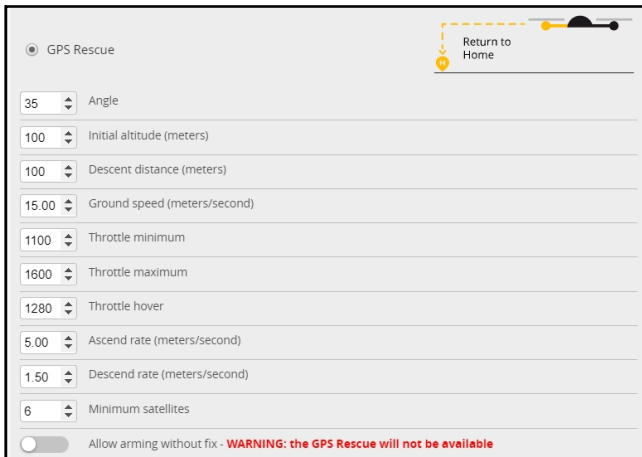 GPS Rescue
Return to
Home
H
35 Angle
100 Initial altitude (meters)
100 Descent distance (meters)
15.00 Ground speed (meters/second)
1100 Throttle minimum
1600 Throttle maximum
1280 Throttle hover
5.00 Ascend rate (meters/second)
1.50 Descend rate (meters/second)
6 Minimum satellites
Allow arming without fix - WARNING: the GPS Rescue will not be available